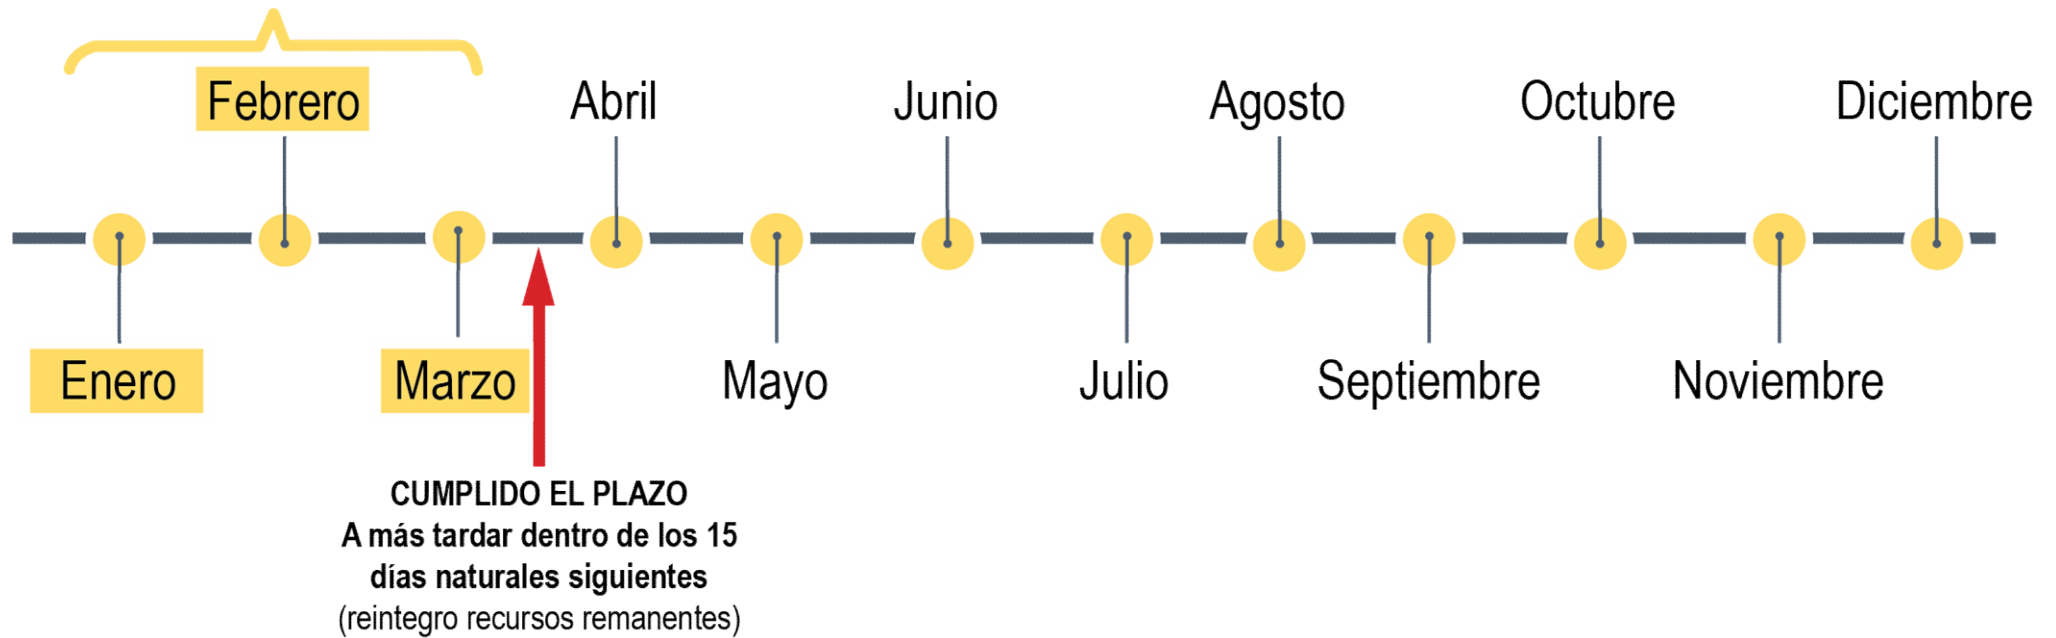 Febrero
Abril
Junio
Agosto
Octubre
Diciembre
Enero
Marzo
Mayo
Julio
Septiembre
Noviembre
CUMPLIDO EL PLAZO
A más tardar dentro de los 15
días naturales siguientes
(reintegro recursos remanentes)